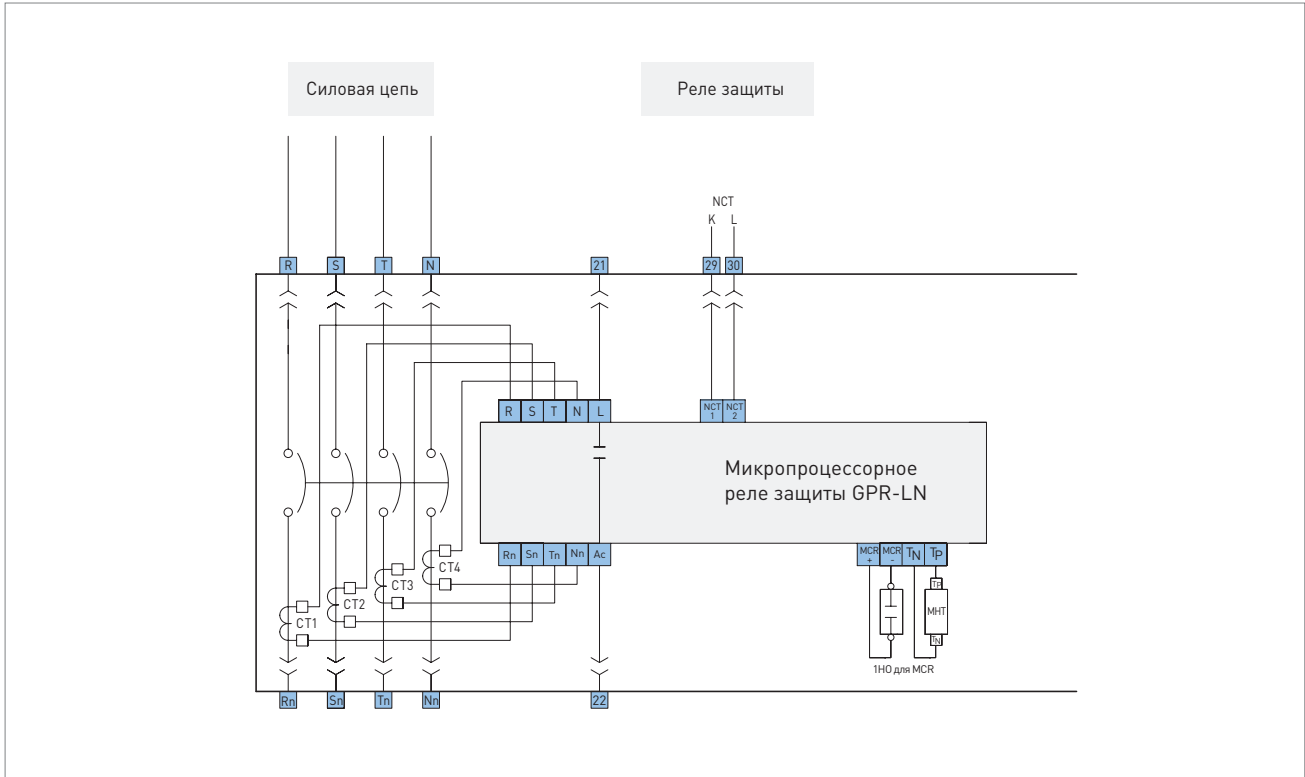 Силовая цепь
Реле защиты
NCT
K L
R S T N 21 29 30
R S T N L
NCT 1
NCT 2
Микропроцессорное
реле защиты GPR-LN
Rn Sn Tn Nn Ac
MCR +
MCR -
TN
TP
CT4
CT3
CT2
CT1
TP
МНТ
TN
1НО для MCR
Rn Sn Tn Nn 22